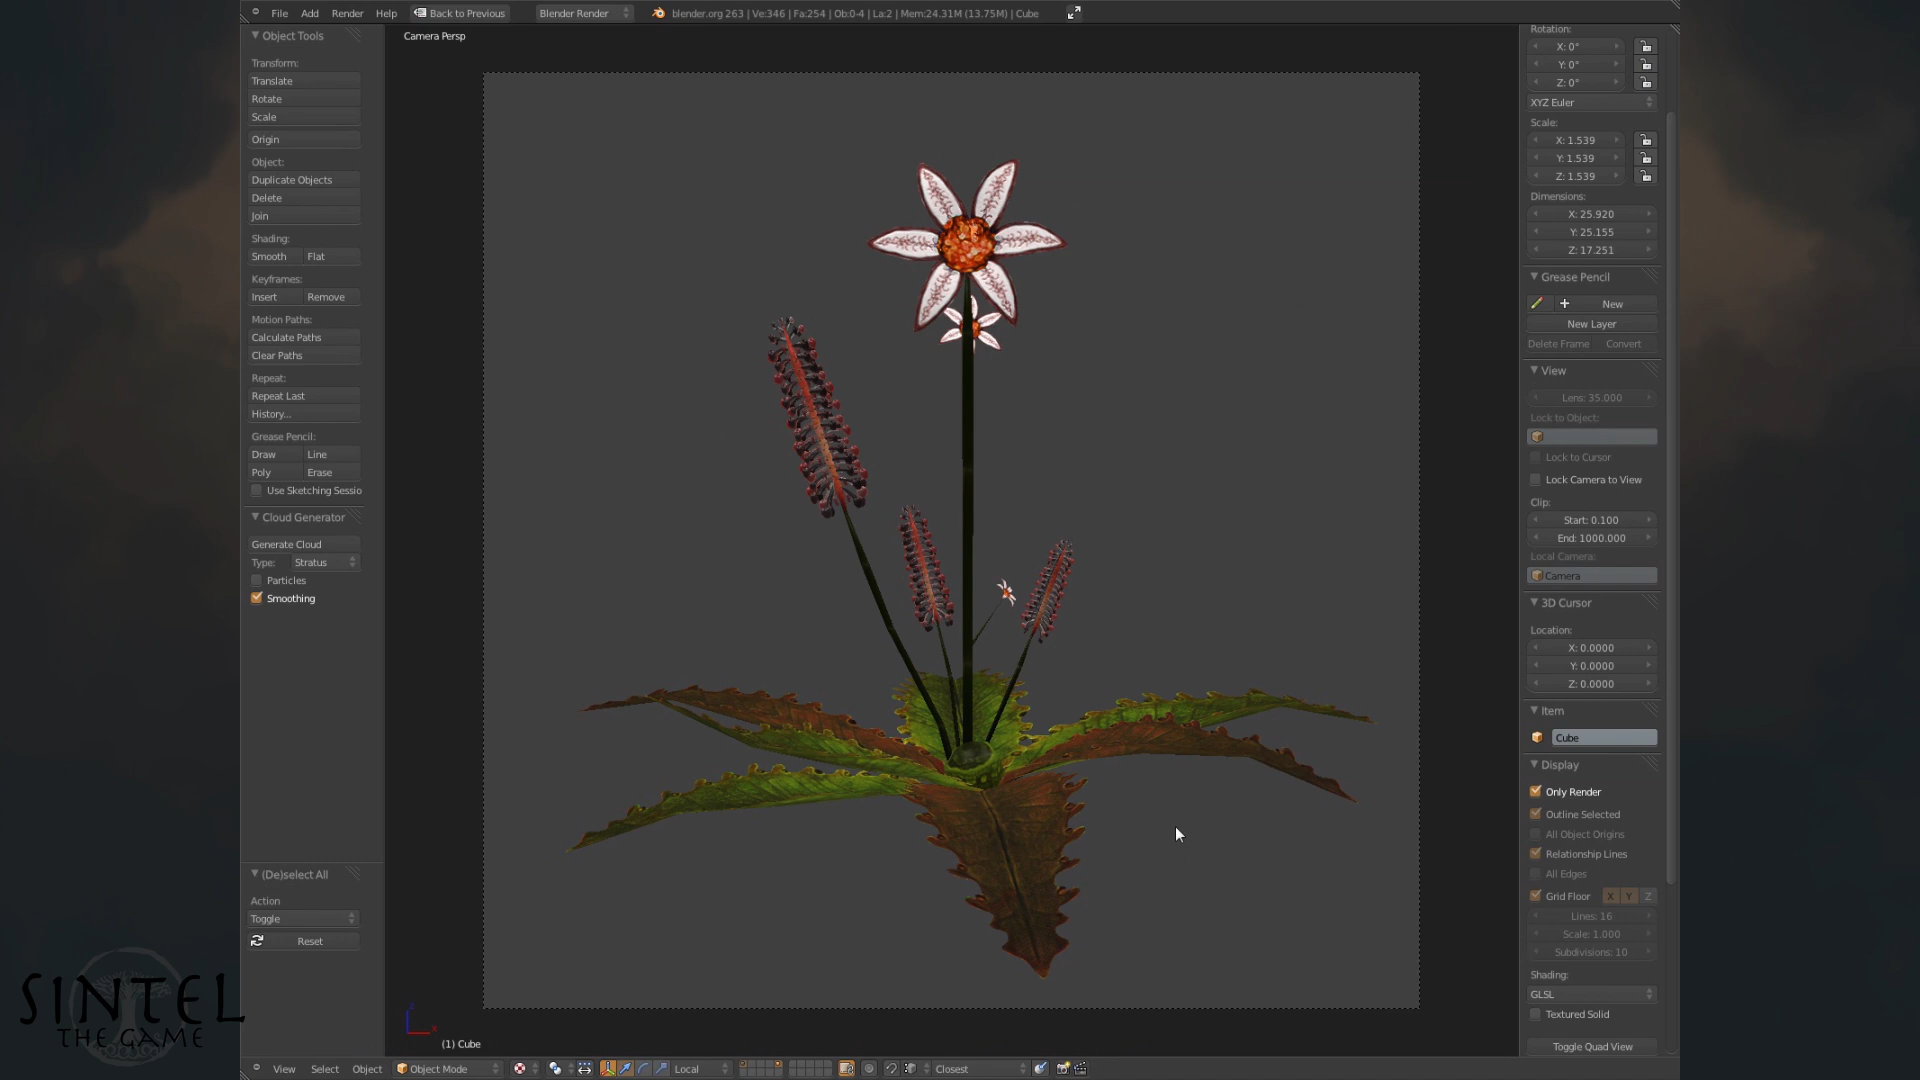 File Add Render Help Back to Previous Blender Render blender.org 263 | Ve:346 | Fa:254 | Ob:0-4 | La:2 | Mem:24.31M (13.75M) | Cube
Object Tools
Transform:
Translate
Rotate
Scale
Origin
Object:
Duplicate Objects
Delete
Join
Shading:
Smooth Flat
Keyframes:
Insert Remove
Motion Paths:
Calculate Paths
Clear Paths
Repeat:
Repeat Last
History...
Grease Pencil:
Draw Line
Poly Erase
Use Sketching Sessio
Cloud Generator
Generate Cloud
Type: Stratus
Particles
Smoothing
(De)select All
Action
Toggle
Reset
SINTEL
THE GAME
Camera Persp
z
x
(1) Cube
Rotation:
X: 0°
Y: 0°
Z: 0°
XYZ Euler
Scale:
X: 1.539
Y: 1.539
Z: 1.539
Dimensions:
X: 25.920
Y: 25.155
Z: 17.251
Grease Pencil
New
New Layer
Delete Frame Convert
View
Lens: 35.000
Lock to Object:
Lock to Cursor
Lock Camera to View
Clip:
Start: 0.100
End: 1000.000
Local Camera:
Camera
3D Cursor
Location:
X: 0.0000
Y: 0.0000
Z: 0.0000
Item
Cube
Display
Only Render
Outline Selected
All Object Origins
Relationship Lines
All Edges
Grid Floor X Y Z
Lines: 16
Scale: 1.000
Subdivisions: 10
Shading:
GLSL
Textured Solid
Toggle Quad View
View Select Object Object Mode Local Closest